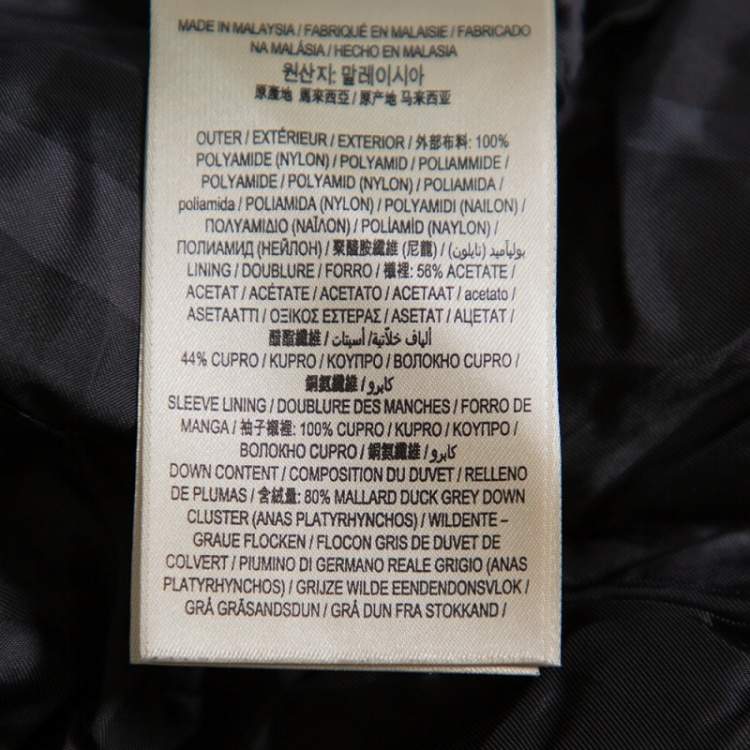 MADE IN MALAYSIA / FABRIQUÉ EN MALAISIE / FABRICADO
NA MALÁSIA / HECHO EN MALASIA
원산지: 말레이시아
原產地 馬來西亞 / 原产地 马来西亚
OUTER / EXTÉRIEUR / EXTERIOR / 外部布料: 100%
POLYAMIDE (NYLON) / POLYAMID / POLIAMMIDE /
POLYAMIDE / POLYAMID (NYLON) / POLIAMIDA /
poliamida / POLIAMIDA (NYLON) / POLYAMIDI (NAILON) /
ΠΟΛΥΑΜΙΔΙΟ (ΝΑΪΛΟΝ) / POLİAMİD (NAYLON) /
ПОЛИАМИД (НЕЙЛОН) / 聚醯胺纖維 (尼龍) / بوليآميد (نايلون)
LINING / DOUBLURE / FORRO / 襯裡: 56% ACETATE /
ACETAT / ACÉTATE / ACETATO / ACETAAT / acetato /
ASETAATTI / ΟΞΙΚΟΣ ΕΣΤΕΡΑΣ / ASETAT / АЦЕТАТ /
醋酯纖維 / ألياف خلّاتية/ أسيتات
44% CUPRO / KUPRO / ΚΟΥΠΡΟ / ВОЛОКНО CUPRO /
銅氨纖維 / كابرو
SLEEVE LINING / DOUBLURE DES MANCHES / FORRO DE
MANGA / 袖子襯裡: 100% CUPRO / KUPRO / ΚΟΥΠΡΟ /
ВОЛОКНО CUPRO / 銅氨纖維 / كابرو
DOWN CONTENT / COMPOSITION DU DUVET / RELLENO
DE PLUMAS / 含絨量: 80% MALLARD DUCK GREY DOWN
CLUSTER (ANAS PLATYRHYNCHOS) / WILDENTE –
GRAUE FLOCKEN / FLOCON GRIS DE DUVET DE
COLVERT / PIUMINO DI GERMANO REALE GRIGIO (ANAS
PLATYRHYNCHOS) / GRIJZE WILDE EENDENDONSVLOK /
GRÅ GRÄSANDSDUN / GRÅ DUN FRA STOKKAND /